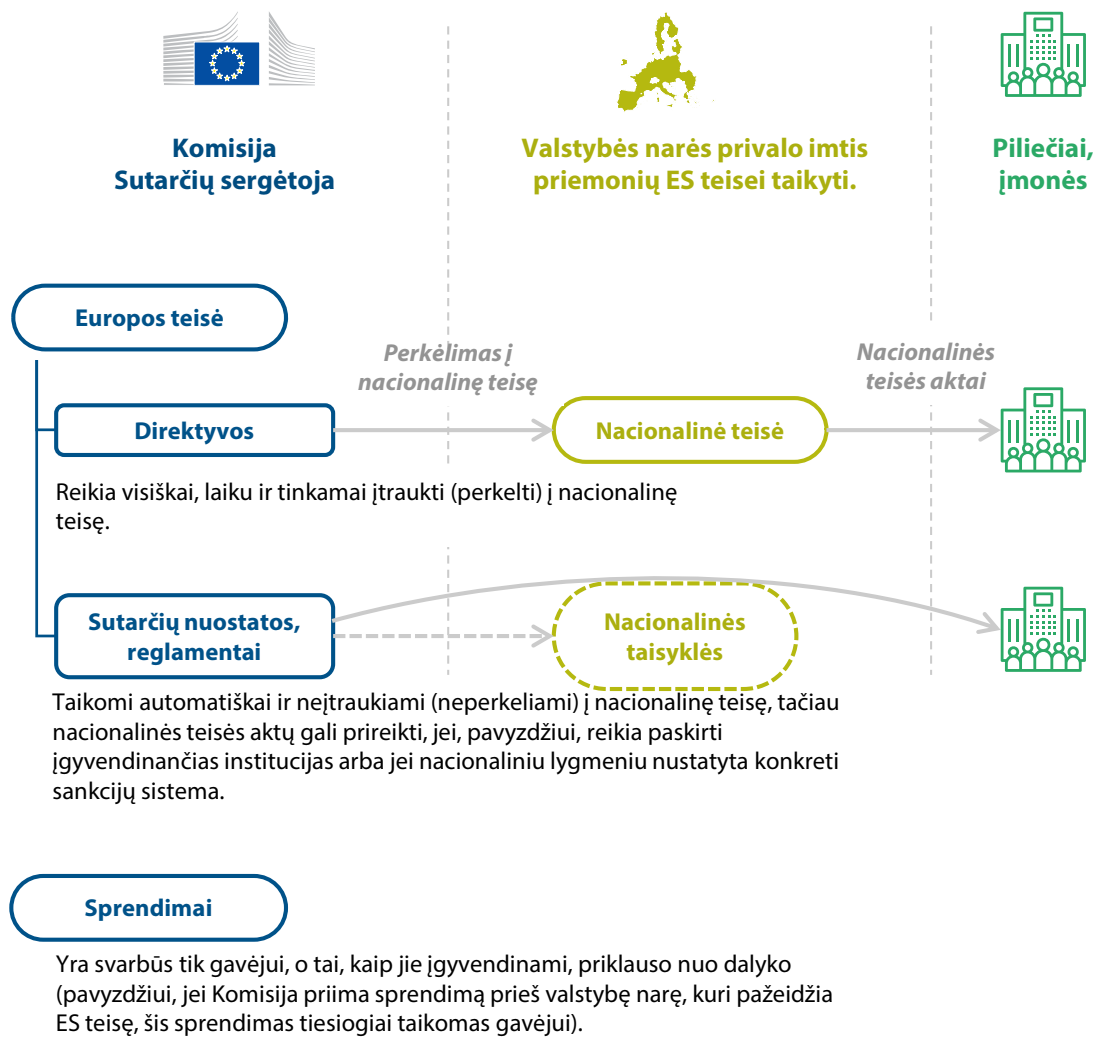 Komisija
Sutarčių sergėtoja
Valstybės narės privalo imtis
priemonių ES teisei taikyti.
Piliečiai,
įmonės
Europos teisė
Perkėlimas į
nacionalinę teisę
Nacionalinės
teisės aktai
Direktyvos
Nacionalinė teisė
Reikia visiškai, laiku ir tinkamai įtraukti (perkelti) į nacionalinę
teisę.
Sutarčių nuostatos,
reglamentai
Nacionalinės
taisyklės
Taikomi automatiškai ir neįtraukiami (neperkeliami) į nacionalinę teisę, tačiau
nacionalinės teisės aktų gali prireikti, jei, pavyzdžiui, reikia paskirti
įgyvendinančias institucijas arba jei nacionaliniu lygmeniu nustatyta konkreti
sankcijų sistema.
Sprendimai
Yra svarbūs tik gavėjui, o tai, kaip jie įgyvendinami, priklauso nuo dalyko
(pavyzdžiui, jei Komisija priima sprendimą prieš valstybę narę, kuri pažeidžia
ES teisę, šis sprendimas tiesiogiai taikomas gavėjui).